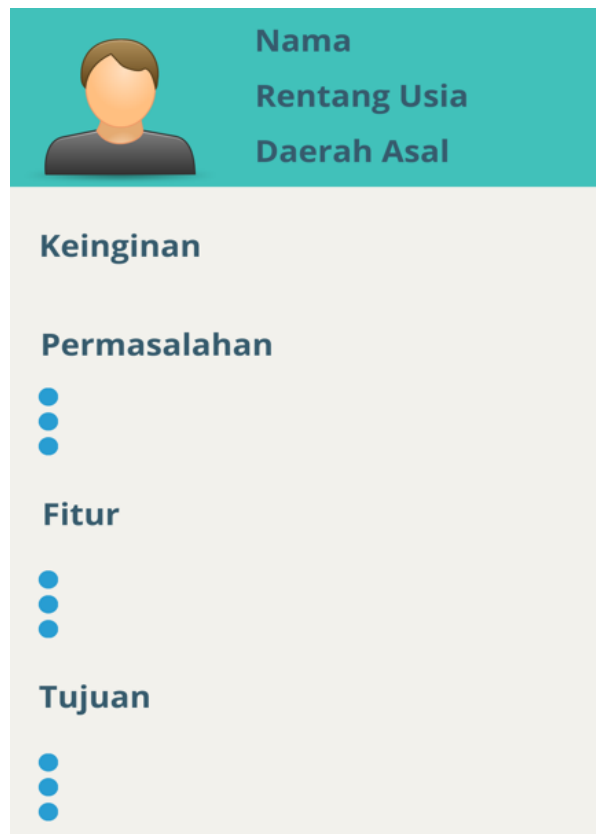 Nama
Rentang Usia
Daerah Asal
Keinginan
Permasalahan
Fitur
Tujuan